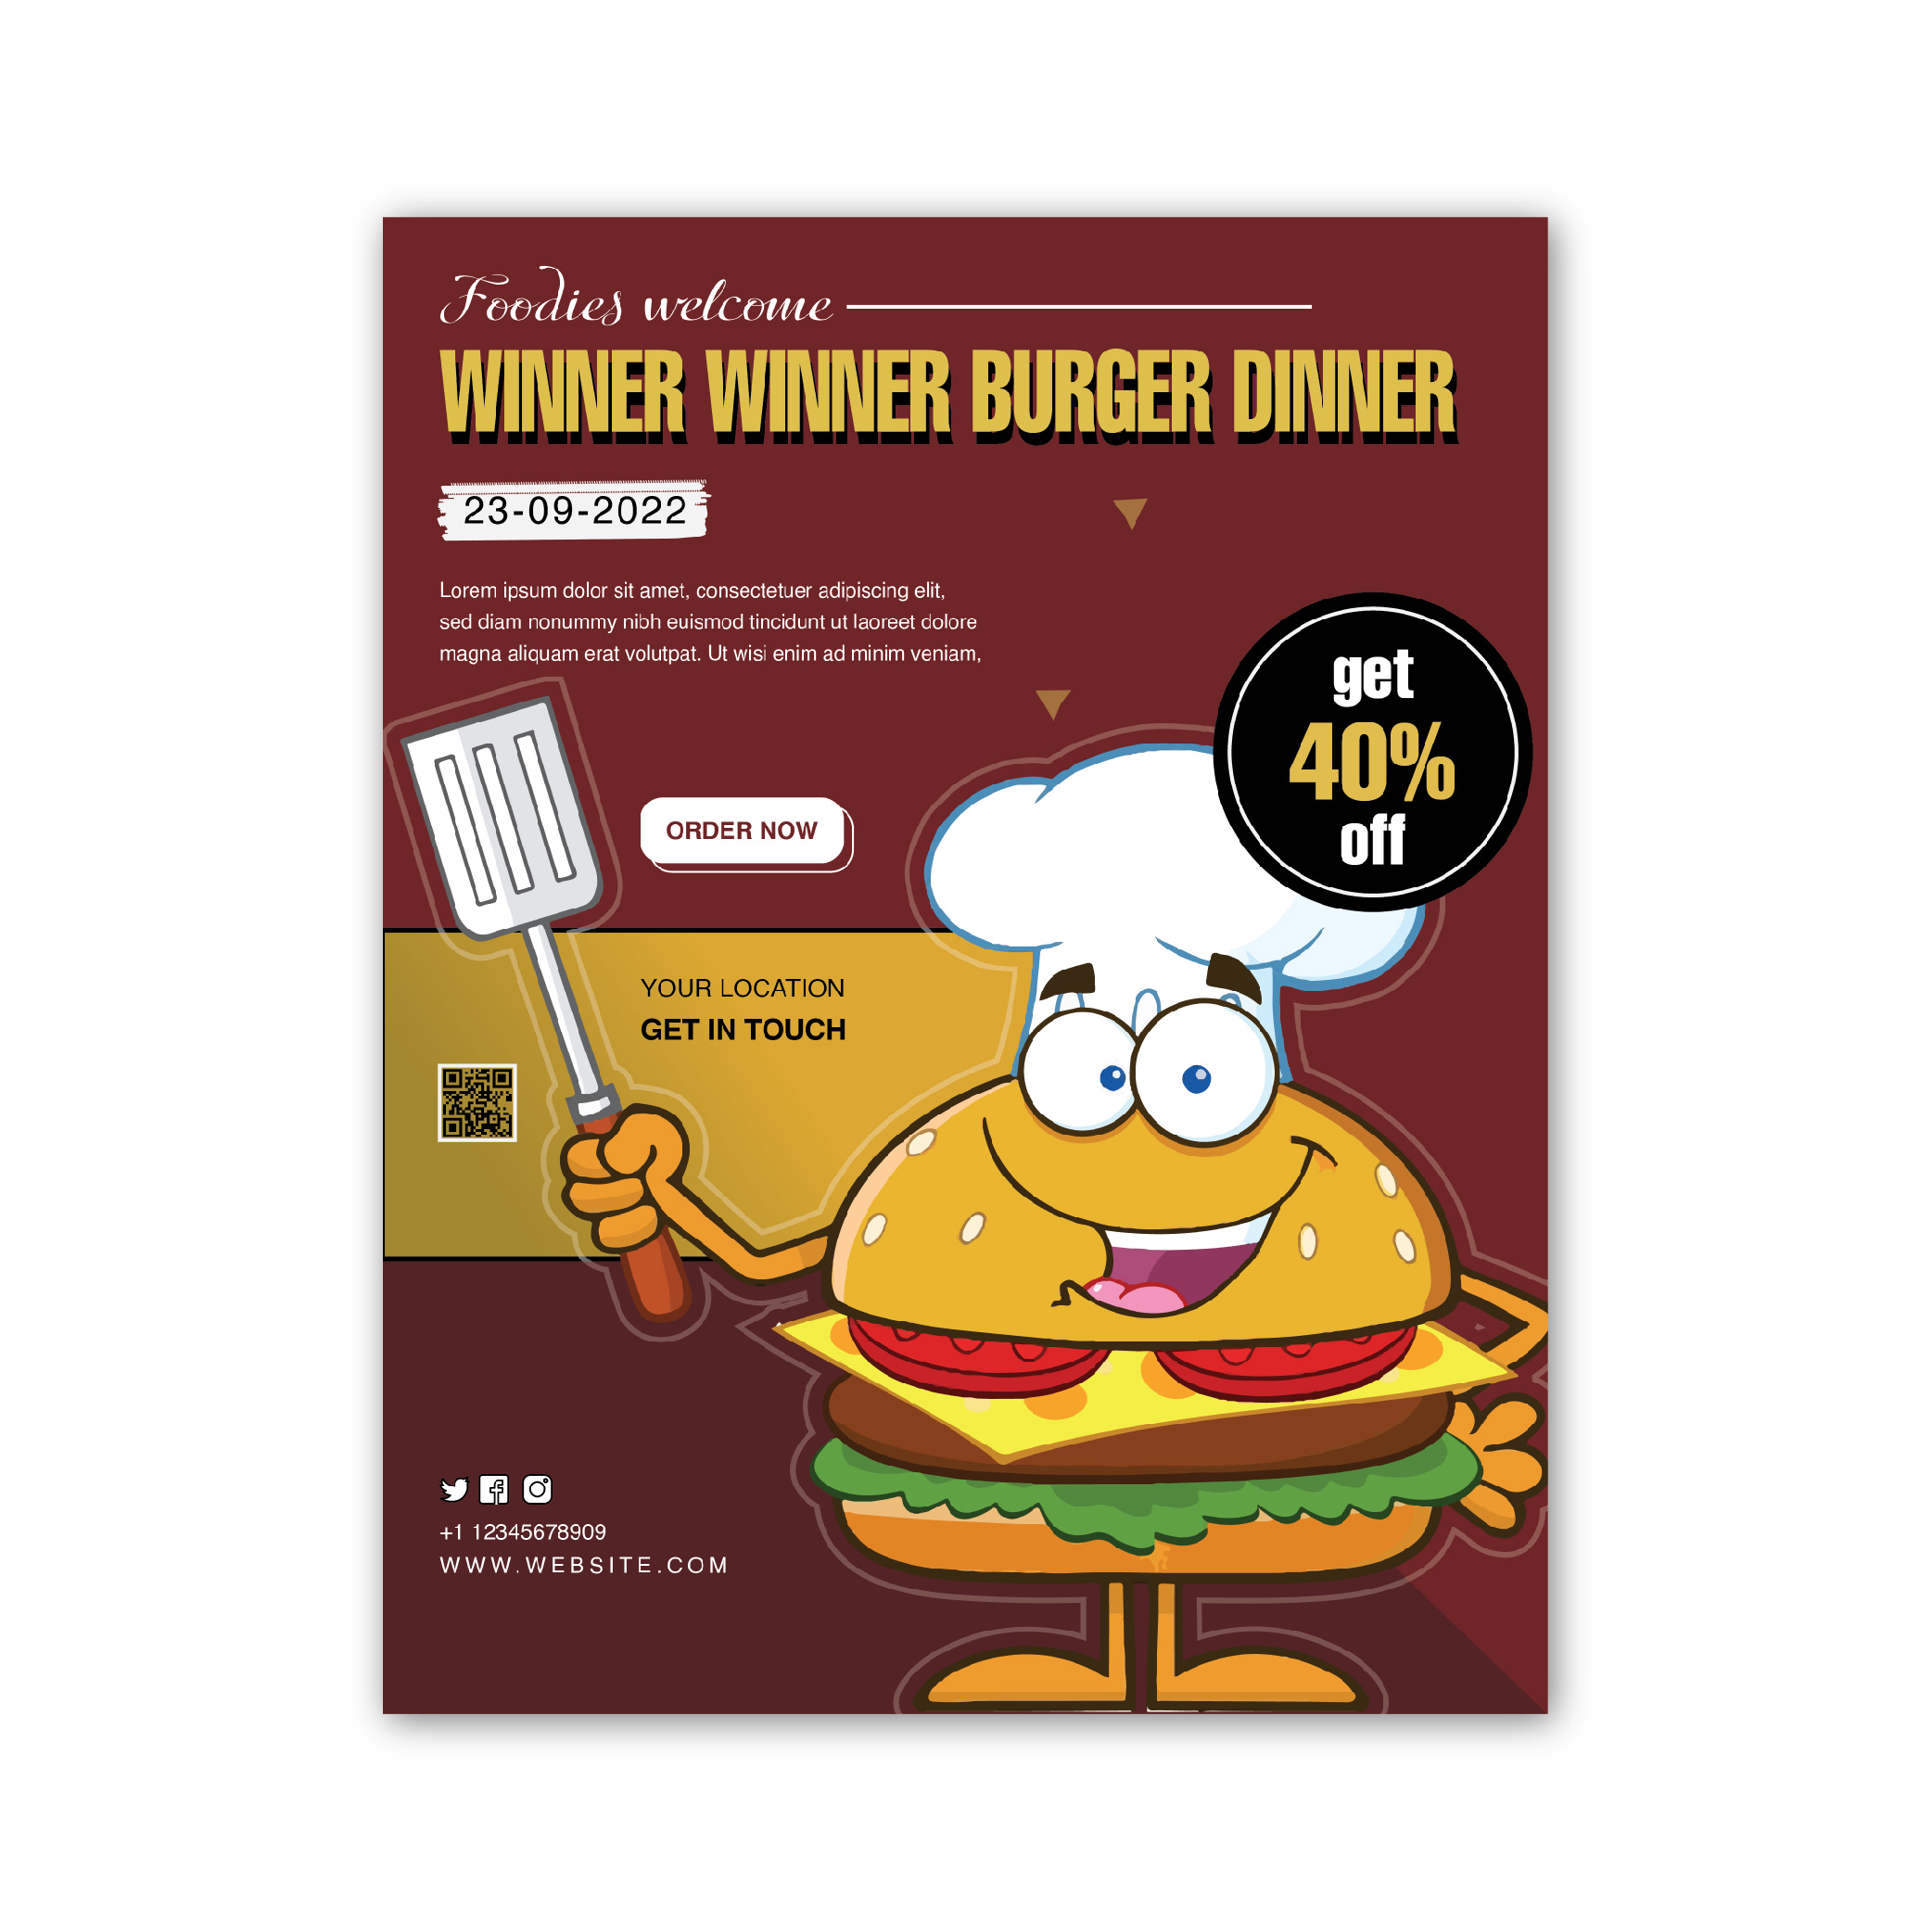 Foodies welcome
WINNER WINNER BURGER DINNER
23-09-2022
Lorem ipsum dolor sit amet, consectetuer adipiscing elit,
sed diam nonummy nibh euismod tincidunt ut laoreet dolore
magna aliquam erat volutpat. Ut wisi enim ad minim veniam,
get
40%
off
ORDER NOW
YOUR LOCATION
GET IN TOUCH
+1 12345678909
WWW.WEBSITE.COM